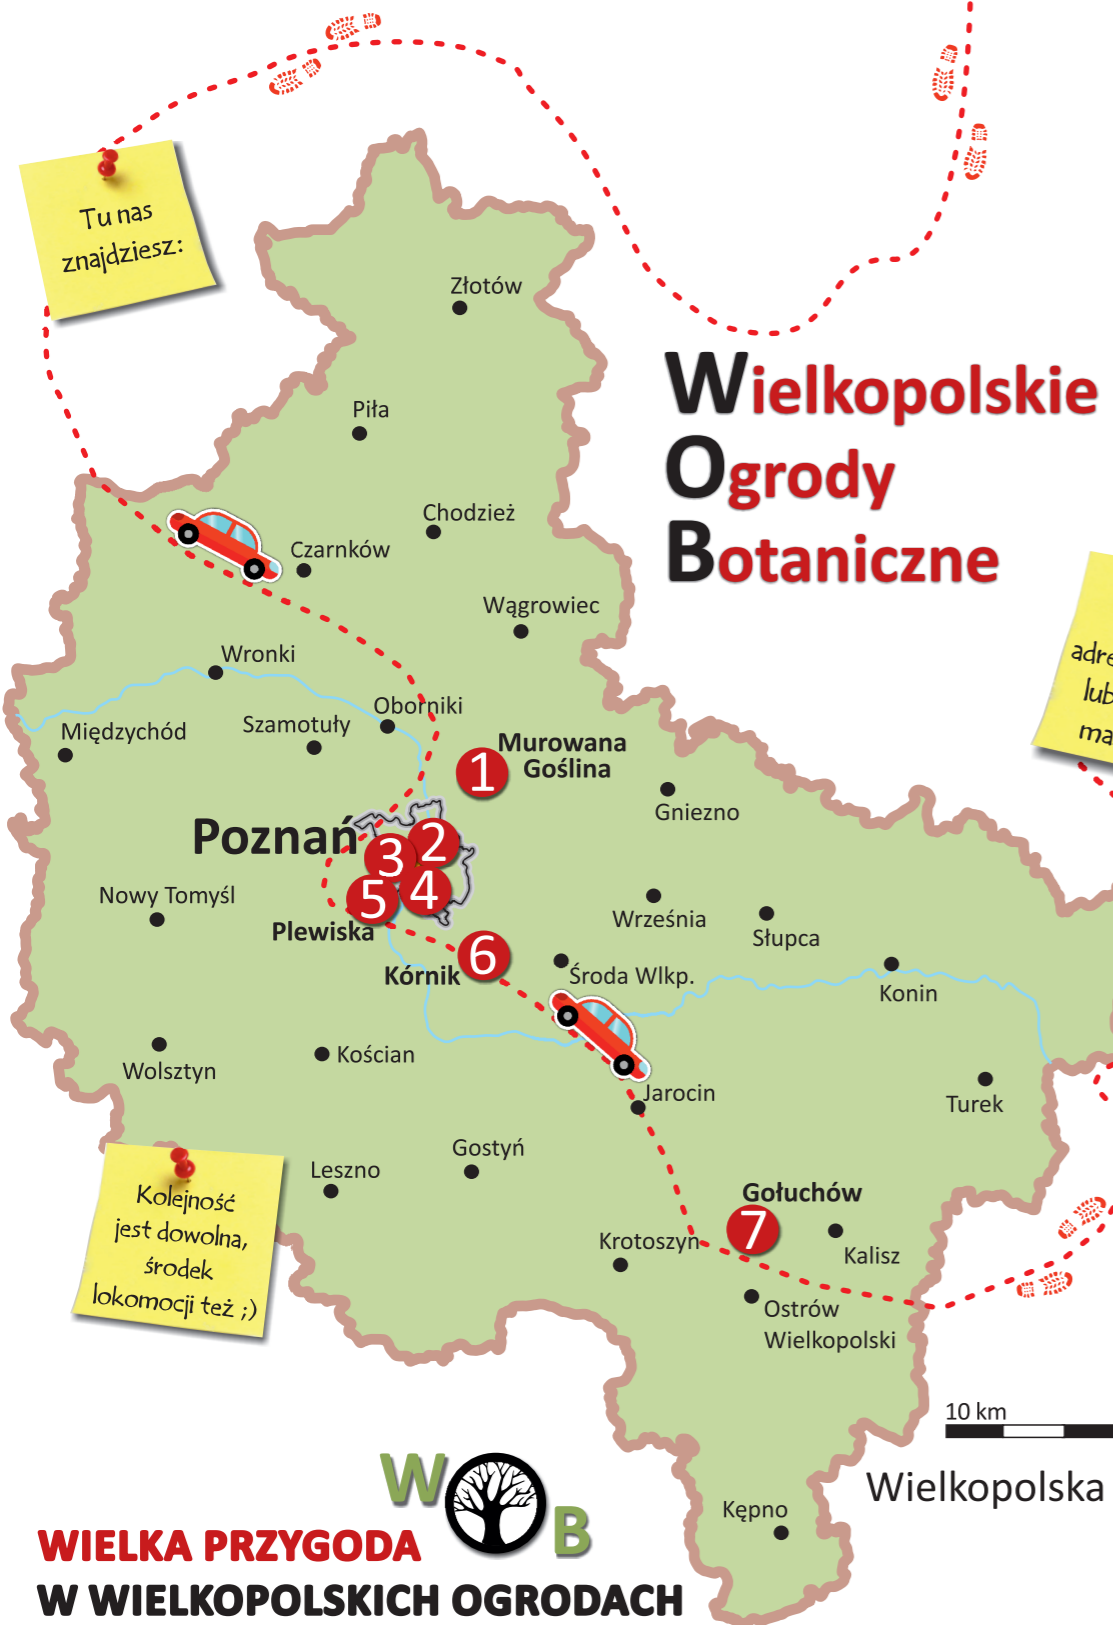 Tu nas
znajdziesz:
Złotów
Wielkopolskie
Ogrody
Botaniczne
Piła
Chodzież
Czarnków
Wągrowiec
Wronki
Oborniki
Szamotuły
Międzychód
Murowana
Goślina
1
Gniezno
Poznań
2
3
4
5
Nowy Tomyśl
Plewiska
Września
Słupca
Kórnik
6
Środa Wlkp.
Konin
Kościan
Wolsztyn
Jarocin
Turek
Gostyń
Leszno
Kolejność
jest dowolna,
środek
lokomocji też ;)
Gołuchów
7
Krotoszyn
Kalisz
Ostrów
Wielkopolski
10 km
Wielkopolska
Kępno
W
B
WIELKA PRZYGODA
W WIELKOPOLSKICH OGRODACH